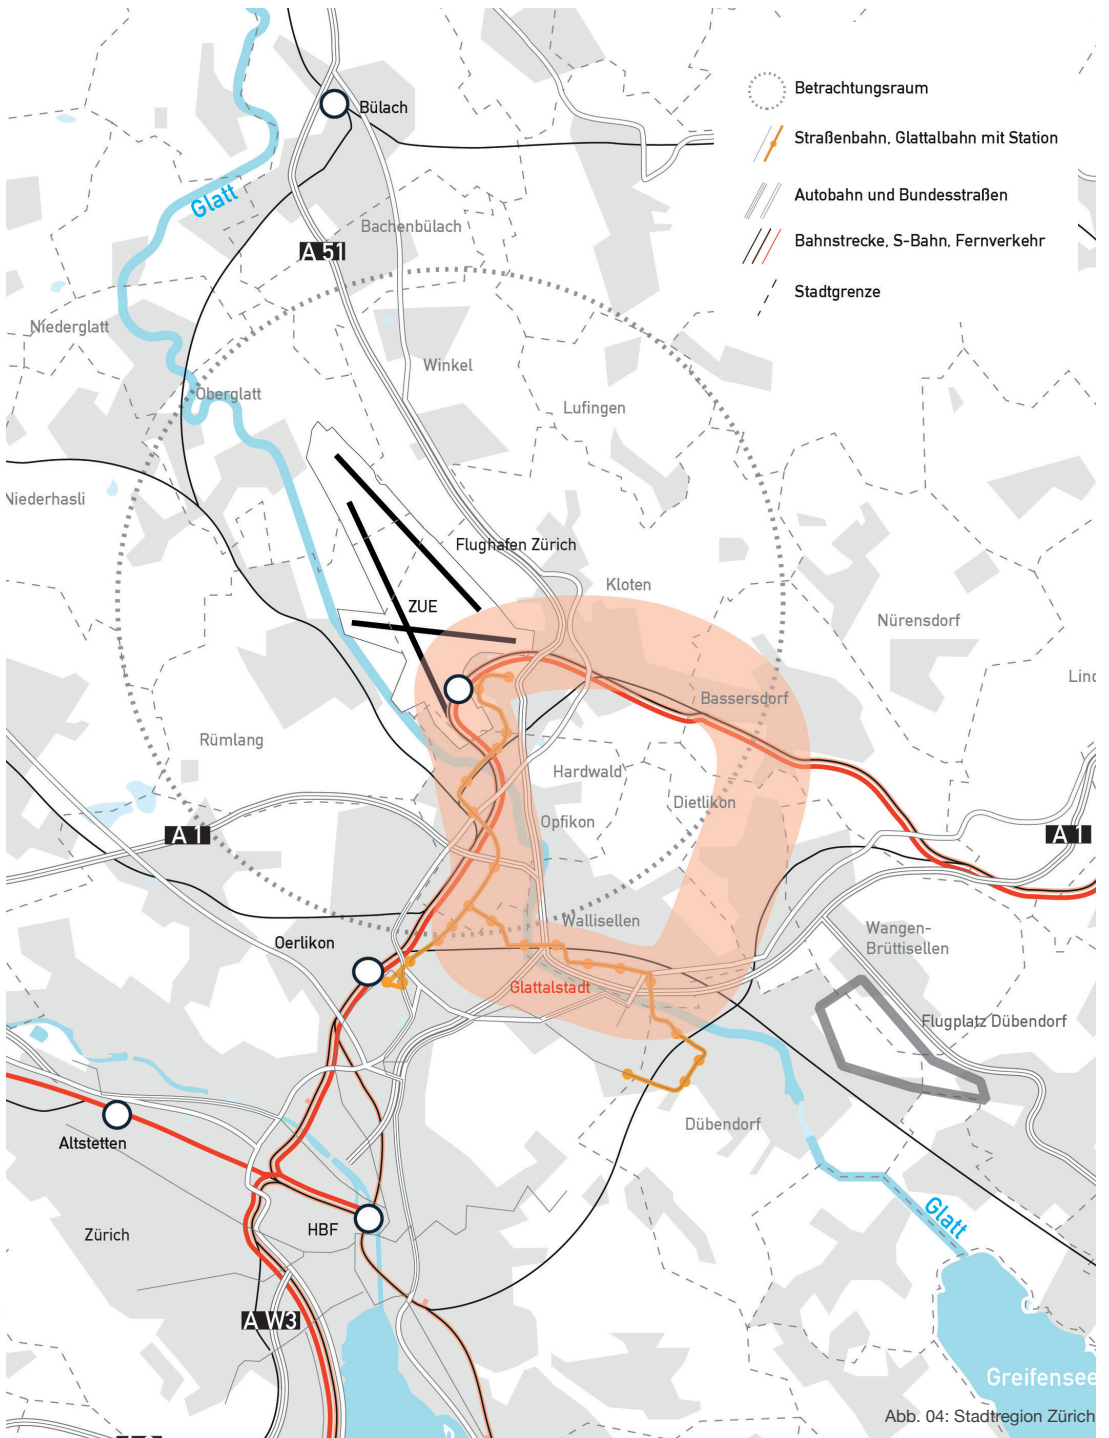 Betrachtungsraum
Straßenbahn, Glattalbahn mit Station
Autobahn und Bundesstraßen
Bahnstrecke, S-Bahn, Fernverkehr
Stadtgrenze
Bülach
Glatt
Bachenbülach
A 51
Niederglatt
Winkel
Oberglatt
Lufingen
Niederhasli
Flughafen Zürich
Kloten
ZUE
Nürensdorf
Bassersdorf
Rümlang
Hardwald
Dietlikon
Opfikon
A 1
A 1
Wallisellen
Oerlikon
Wangen-
Brüttisellen
Glattalstadt
Flugplatz Dübendorf
Altstetten
Dübendorf
Glatt
HBF
Zürich
A W3
Greifensee
Abb. 04: Stadtregion Zürich